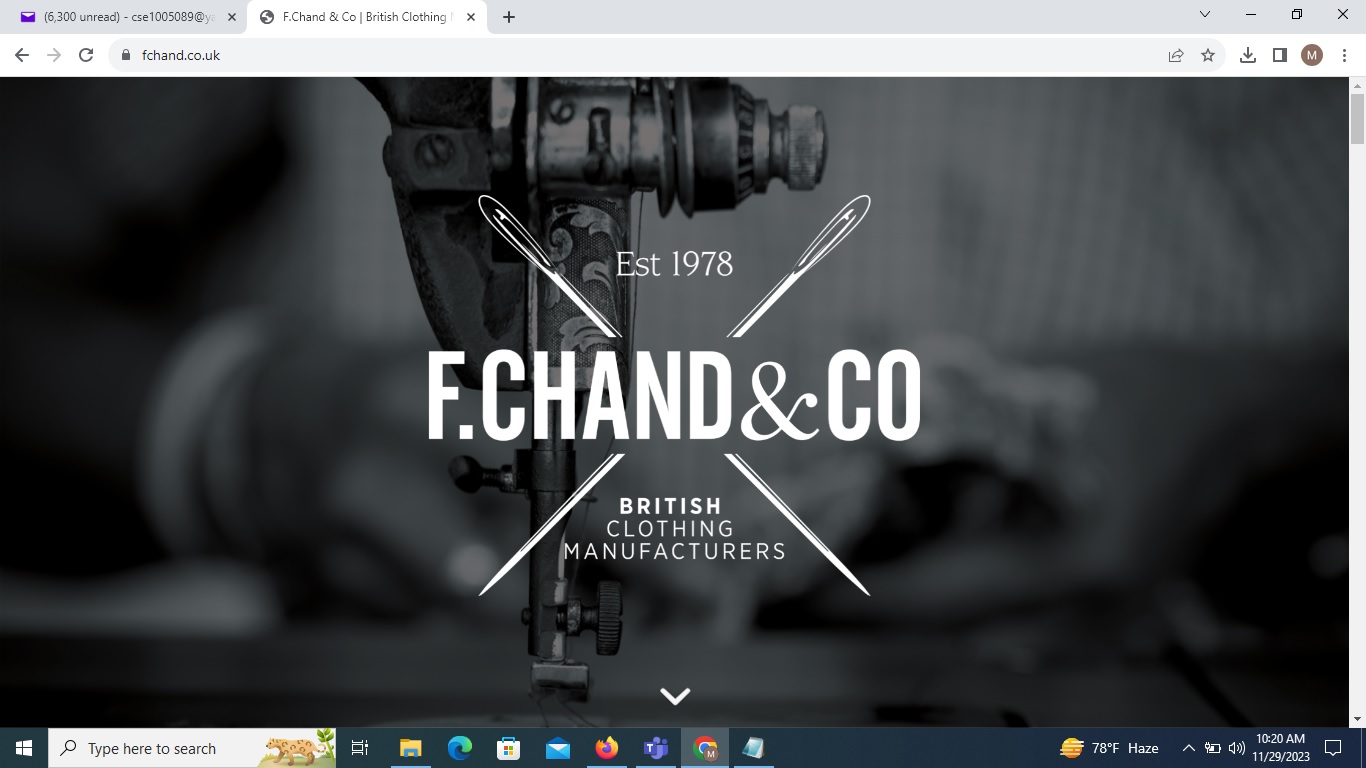 (6,300 unread) - cse1005089@ya
F.Chand & Co | British Clothing
fchand.co.uk
M
Est 1978
F.CHAND & CO
BRITISH
CLOTHING
MANUFACTURERS
Type here to search
M
78°F Haze
10:20 AM
11/29/2023